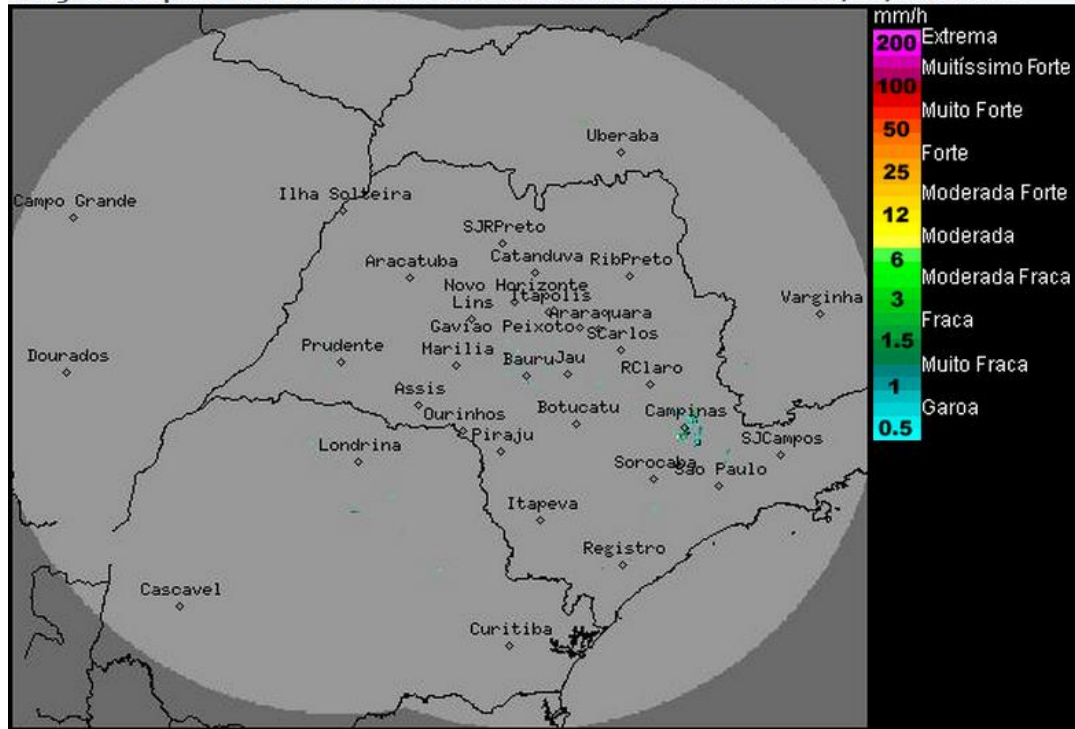 mm/h
200 Extrema
Muitíssimo Forte
100
Muito Forte
50
Forte
25
Moderada Forte
12
Moderada
6
Moderada Fraca
3
Fraca
1.5
Muito Fraca
1
Garoa
0.5
Uberaba
Campo Grande
Ilha Solteira
SJRPreto
Aracatuba
Catanduva
RibPreto
Novo Horizonte
Lins
Itapolis
Araraquara
Varginha
Gaviao Peixoto
SCarlos
Dourados
Prudente
Marilia
Bauru
Jau
RClaro
Assis
Ourinhos
Botucatu
Campinas
Londrina
Piraju
SJCampos
Sorocaba
Sao Paulo
Itapeva
Registro
Cascavel
Curitiba